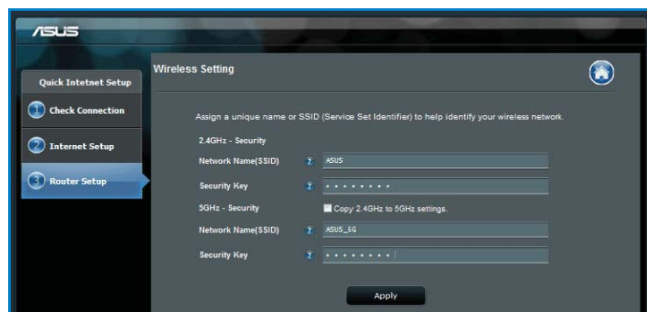 ASUS
Quick Intetnet Setup
1 Check Connection
2 Internet Setup
3 Router Setup
Wireless Setting
Assign a unique name or SSID (Service Set Identifier) to help identify your wireless network.
2.4GHz - Security
Network Name(SSID) ? ASUS
Security Key ? • • • • • • • •
5GHz - Security Copy 2.4GHz to 5GHz settings.
Network Name(SSID) ? ASUS_5G
Security Key ? • • • • • • • •
Apply